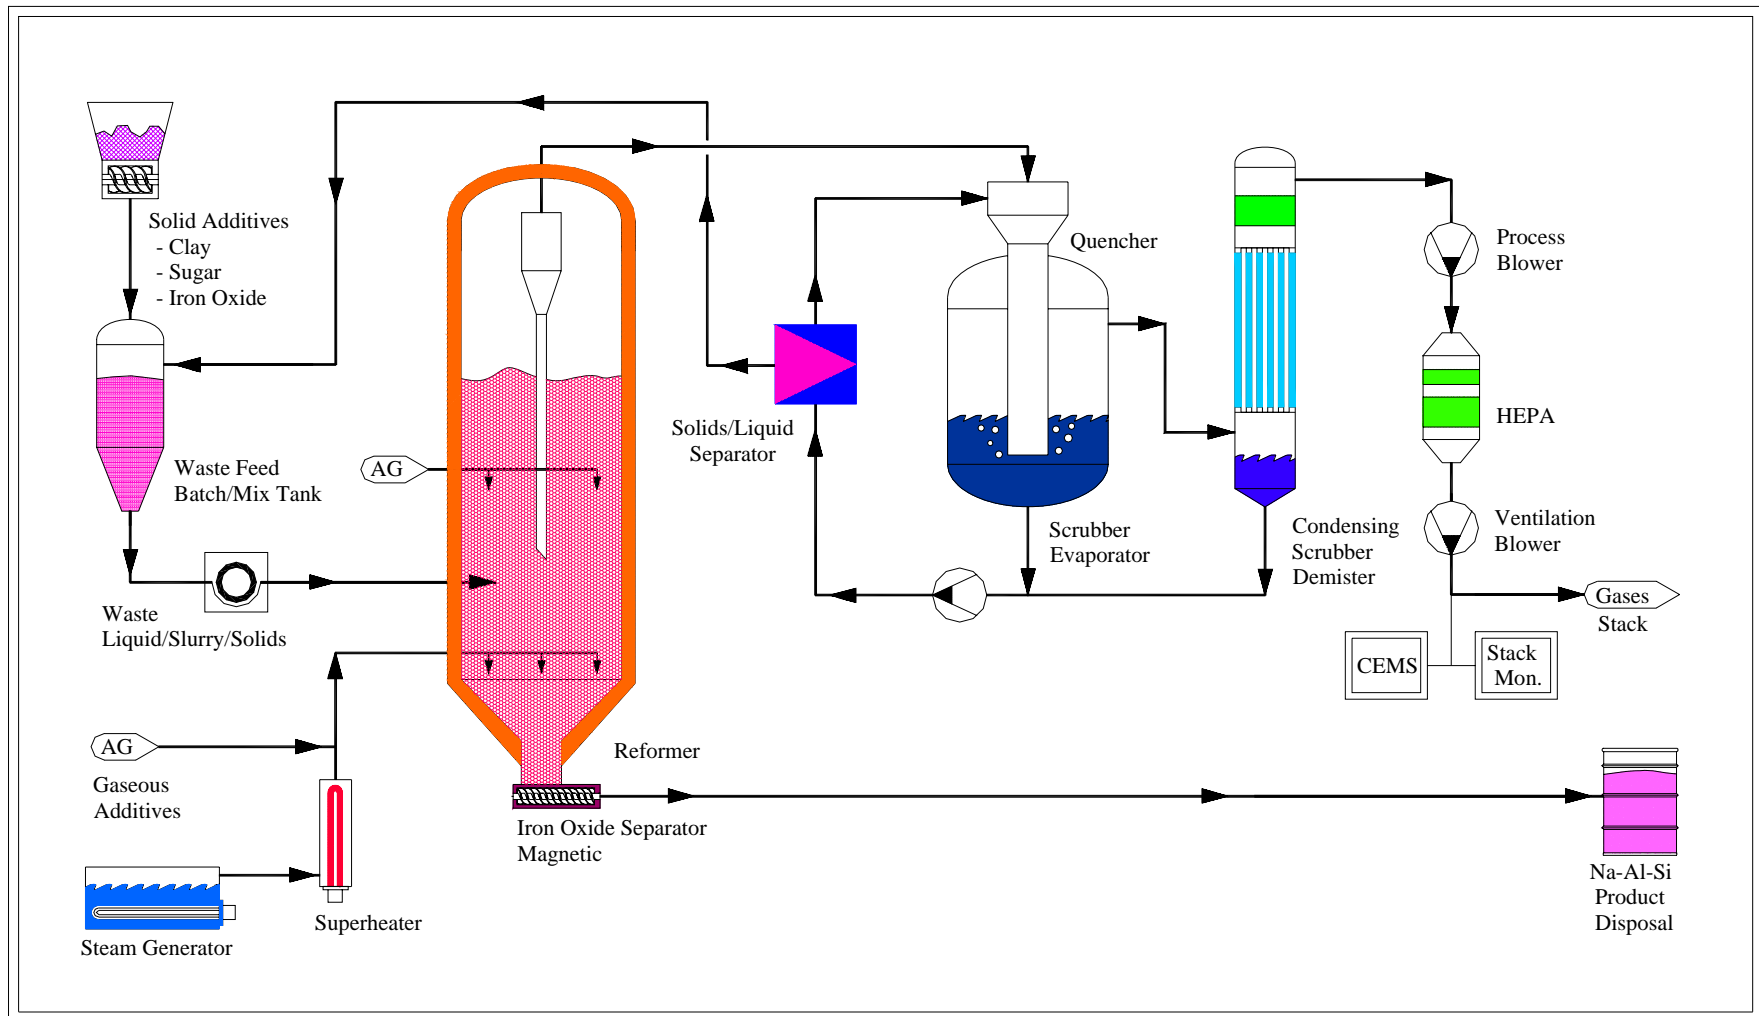 Solid Additives
- Clay
- Sugar
- Iron Oxide
Quencher
Process
Blower
Solids/Liquid
Separator
HEPA
AG
Waste Feed
Batch/Mix Tank
Scrubber
Evaporator
Condensing
Scrubber
Demister
Ventilation
Blower
Gases
Stack
Waste
Liquid/Slurry/Solids
CEMS
Stack
Mon.
AG
Gaseous
Additives
Reformer
Iron Oxide Separator
Magnetic
Superheater
Steam Generator
Na-Al-Si
Product
Disposal